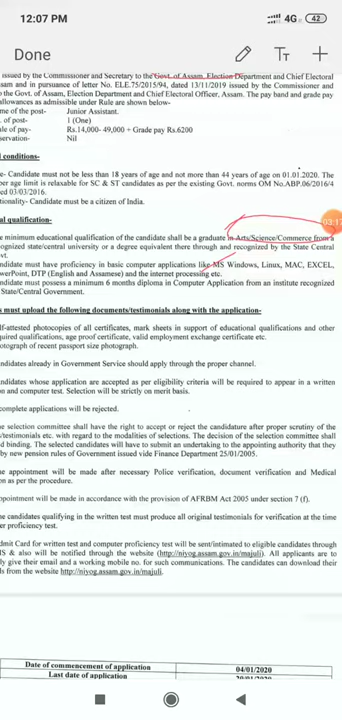 12:07 PM
4G 42
Done
Tт
issued by the Commissioner and Secretary to the Govt. of Assam, Election Department and Chief Electoral
ssam and in pursuance of letter No. ELE.75/2015/94, dated 13/11/2019 issued by the Commissioner and
o the Govt. of Assam, Election Department and Chief Electoral Officer, Assam. The pay band and grade pay
allowances as admissible under Rule are shown below-
me of the post- Junior Assistant.
. of post- 1 (One)
ale of pay- Rs.14,000- 49,000 + Grade pay Rs.6200
servation- Nil
l conditions-
e- Candidate must not be less than 18 years of age and not more than 44 years of age on 01.01.2020. The
per age limit is relaxable for SC & ST candidates as per the existing Govt. norms OM No.ABP.06/2016/4
ed 03/03/2016.
tionality- Candidate must be a citizen of India.
03:17
al qualification-
e minimum educational qualification of the candidate shall be a graduate in Arts/Science/Commerce from a
cognized state/central university or a degree equivalent there through and recognized by the State Central
vt.
ndidate must have proficiency in basic computer applications like MS Windows, Linux, MAC, EXCEL,
werPoint, DTP (English and Assamese) and the internet processing etc.
ndidate must possess a minimum 6 months diploma in Computer Application from an institute recognized
State/Central Government.
s must upload the following documents/testimonials along with the application-
lf-attested photocopies of all certificates, mark sheets in support of educational qualifications and other
quired qualifications, age proof certificate, valid employment exchange certificate etc.
otograph of recent passport size photograph.
ndidates already in Government Service should apply through the proper channel.
ndidates whose application are accepted as per eligibility criteria will be required to appear in a written
on and computer test. Selection will be strictly on merit basis.
complete applications will be rejected.
e selection committee shall have the right to accept or reject the candidature after proper scrutiny of the
/testimonials etc. with regard to the modalities of selections. The decision of the selection committee shall
d binding. The selected candidates will have to submit an undertaking to the appointing authority that they
by new pension rules of Government issued vide Finance Department 25/01/2005.
e appointment will be made after necessary Police verification, document verification and Medical
on as per the procedure.
ppointment will be made in accordance with the provision of AFRBM Act 2005 under section 7 (f).
e candidates qualifying in the written test must produce all original testimonials for verification at the time
er proficiency test.
dmit Card for written test and computer proficiency test will be sent/intimated to eligible candidates through
S & also will be notified through the website (http://niyog.assam.gov.in/majuli). All applicants are to
ly give their email and a working mobile no. for such communications. The candidates can download their
ls from the website http://niyog.assam.gov.in/majuli.
Date of commencement of application 04/01/2020
Last date of application